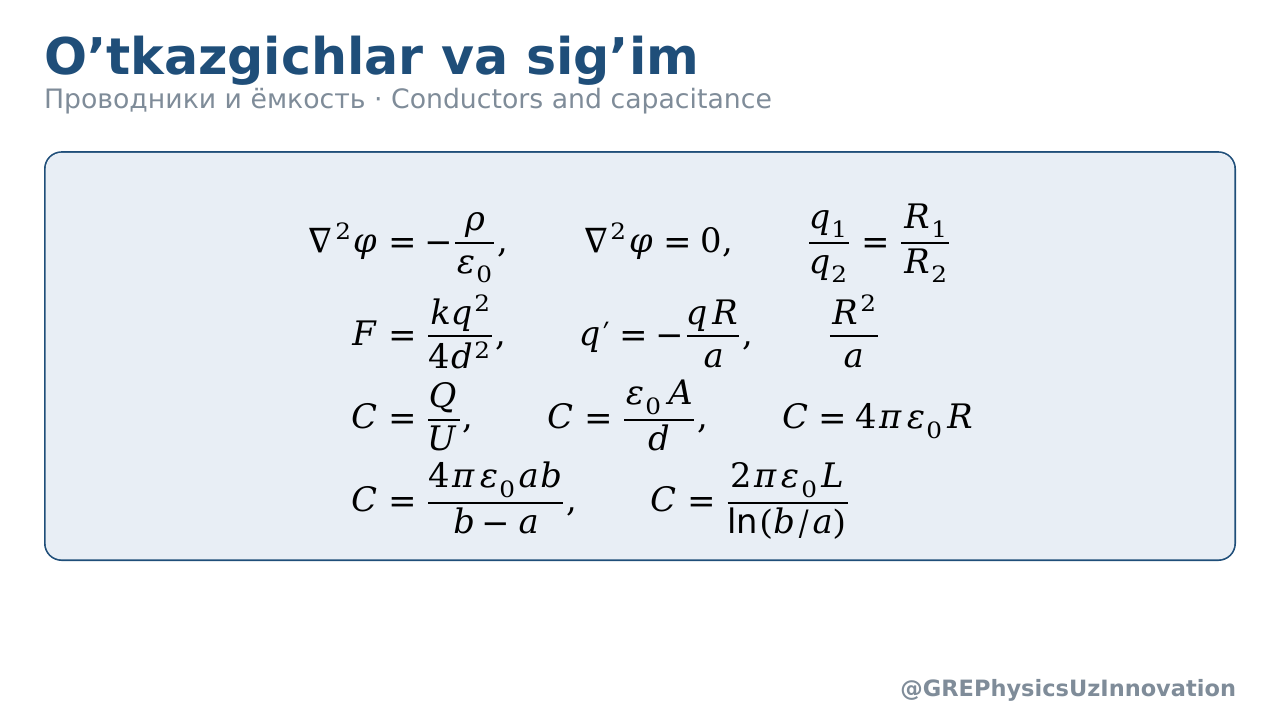 O’tkazgichlar va sig’im
Проводники и ёмкость · Conductors and capacitance
∇²φ = −ρ/ε₀,  ∇²φ = 0,  q₁/q₂ = R₁/R₂
F = kq²/4d²,  q′ = −qR/a,  R²/a
C = Q/U,  C = ε₀A/d,  C = 4πε₀R
C = 4πε₀ab/(b − a),  C = 2πε₀L/ln(b/a)
@GREPhysicsUzInnovation